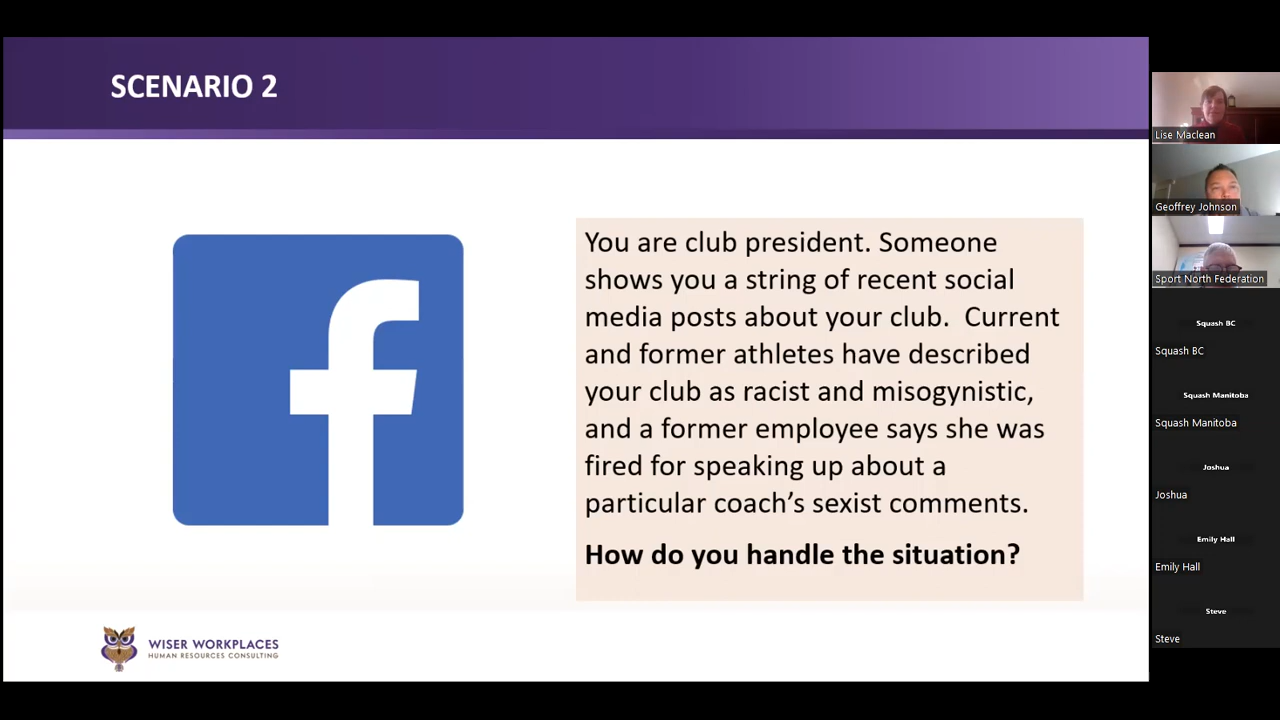 SCENARIO 2
You are club president. Someone
shows you a string of recent social
media posts about your club.  Current
and former athletes have described
your club as racist and misogynistic,
and a former employee says she was
fired for speaking up about a
particular coach’s sexist comments.
How do you handle the situation?
WISER WORKPLACES
HUMAN RESOURCES CONSULTING
Lise Maclean
Geoffrey Johnson
Sport North Federation
Squash BC
Squash BC
Squash Manitoba
Squash Manitoba
Joshua
Joshua
Emily Hall
Emily Hall
Steve
Steve